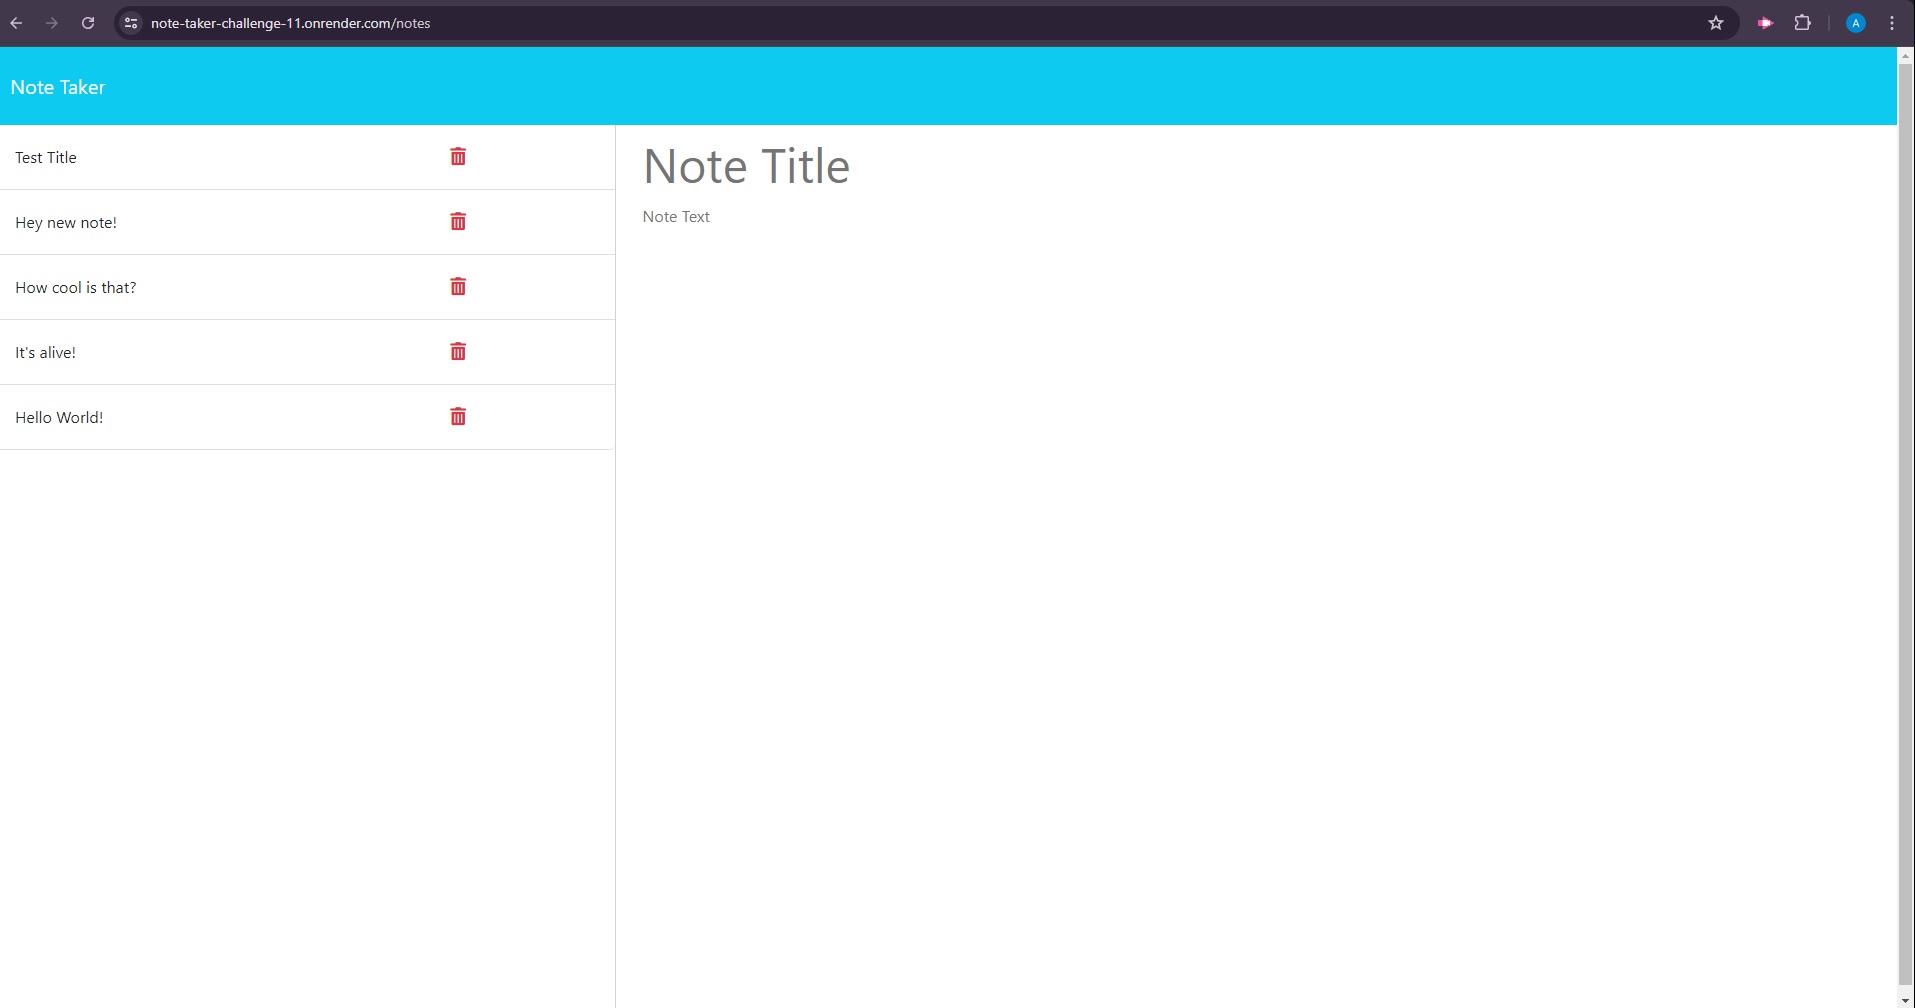 note-taker-challenge-11.onrender.com/notes
A
Note Taker
Test Title
Hey new note!
How cool is that?
It's alive!
Hello World!
Note Title
Note Text